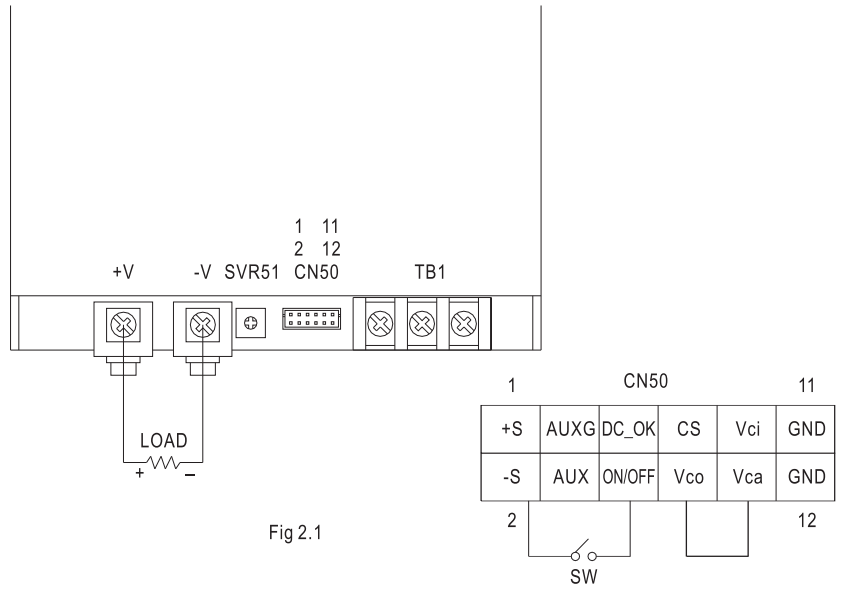 1 11
2 12
+V -V SVR51 CN50 TB1
LOAD
+ –
Fig 2.1
1 CN50 11
+S AUXG DC_OK CS Vci GND
-S AUX ON/OFF Vco Vca GND
2 12
SW